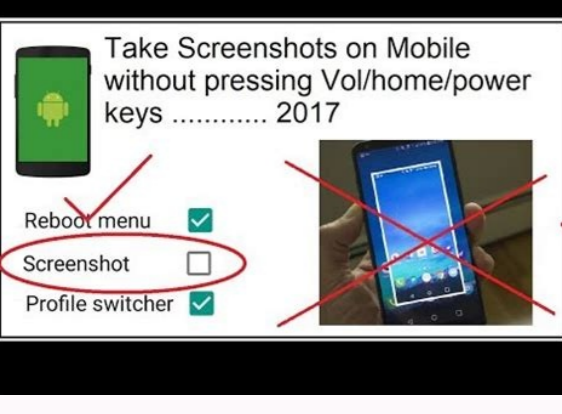 Take Screenshots on Mobile
without pressing Vol/home/power
keys ............ 2017
Reboot menu
Screenshot
Profile switcher